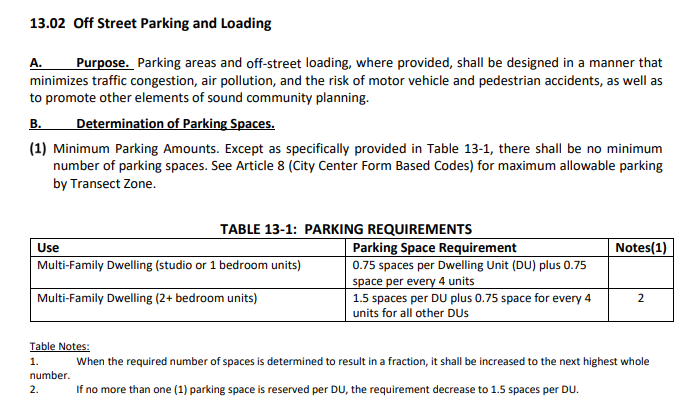 13.02 Off Street Parking and Loading
A. Purpose. Parking areas and off-street loading, where provided, shall be designed in a manner that
minimizes traffic congestion, air pollution, and the risk of motor vehicle and pedestrian accidents, as well as
to promote other elements of sound community planning.
B. Determination of Parking Spaces.
(1) Minimum Parking Amounts. Except as specifically provided in Table 13-1, there shall be no minimum
number of parking spaces. See Article 8 (City Center Form Based Codes) for maximum allowable parking
by Transect Zone.
TABLE 13-1: PARKING REQUIREMENTS
Use Parking Space Requirement Notes(1)
Multi-Family Dwelling (studio or 1 bedroom units) 0.75 spaces per Dwelling Unit (DU) plus 0.75
space per every 4 units
Multi-Family Dwelling (2+ bedroom units) 1.5 spaces per DU plus 0.75 space for every 4 2
units for all other DUs
Table Notes:
1. When the required number of spaces is determined to result in a fraction, it shall be increased to the next highest whole
number.
2. If no more than one (1) parking space is reserved per DU, the requirement decrease to 1.5 spaces per DU.